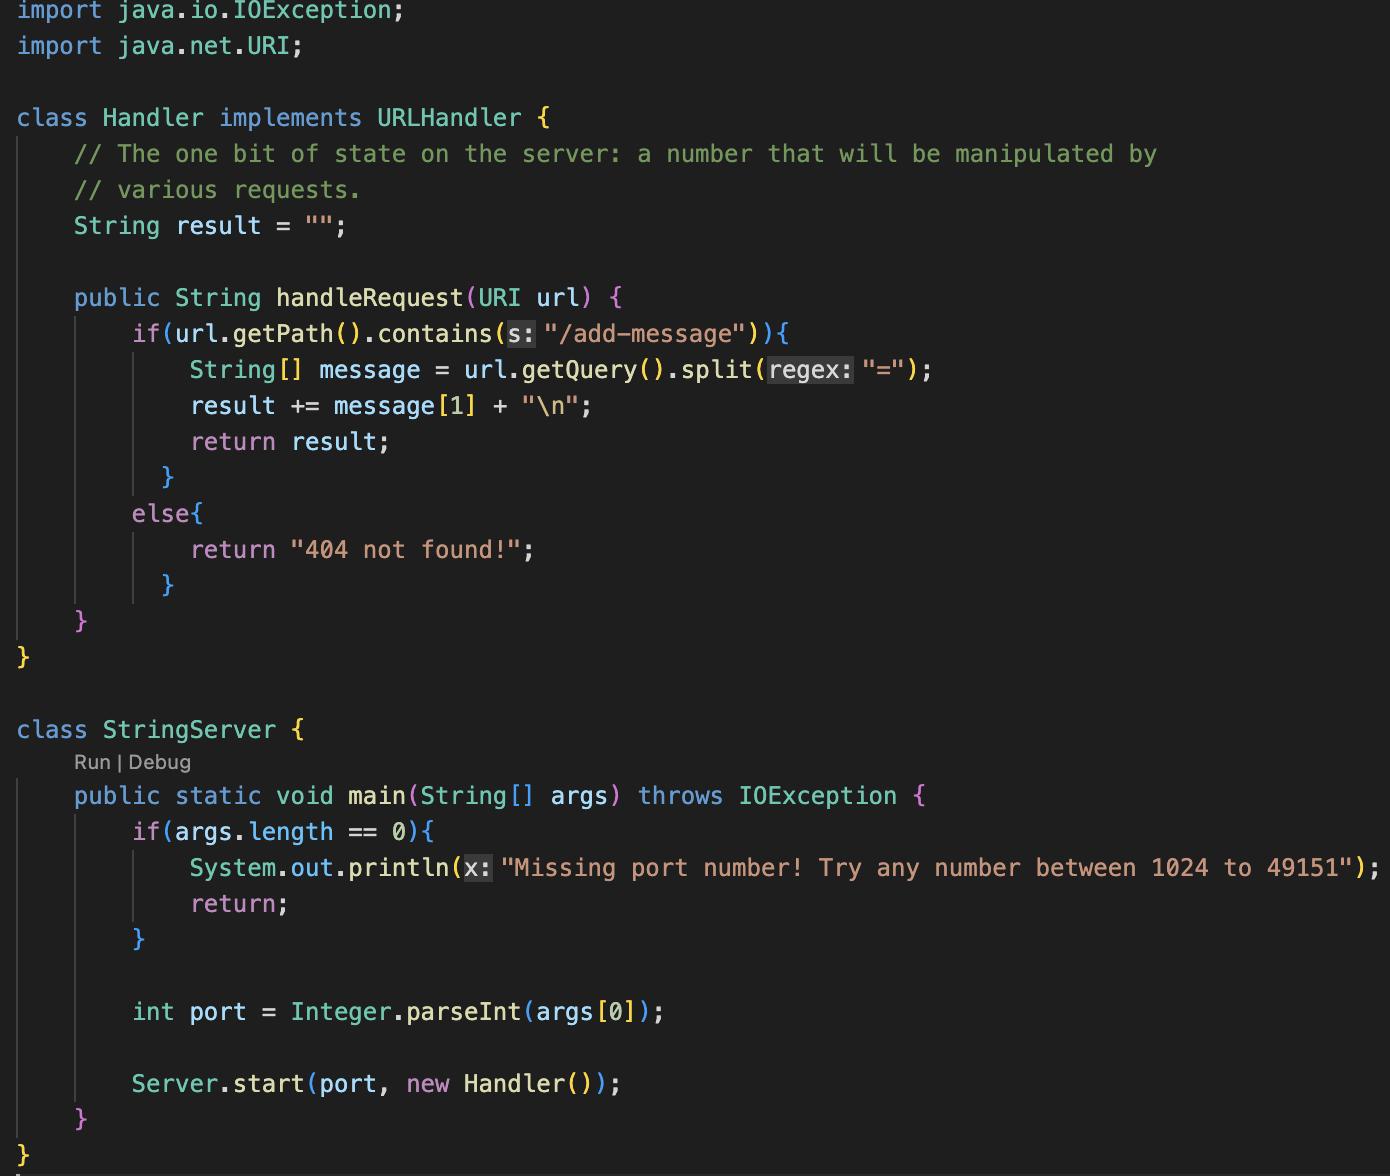 import java.io.IOException;
import java.net.URI;
class Handler implements URLHandler {
// The one bit of state on the server: a number that will be manipulated by
// various requests.
String result = "";
public String handleRequest(URI url) {
if(url.getPath().contains(s: "/add-message")){
String[] message = url.getQuery().split(regex: "=");
result += message[1] + "\n";
return result;
}
else{
return "404 not found!";
}
}
}
class StringServer {
Run | Debug
public static void main(String[] args) throws IOException {
if(args.length == 0){
System.out.println(x: "Missing port number! Try any number between 1024 to 49151");
return;
}
int port = Integer.parseInt(args[0]);
Server.start(port, new Handler());
}
}